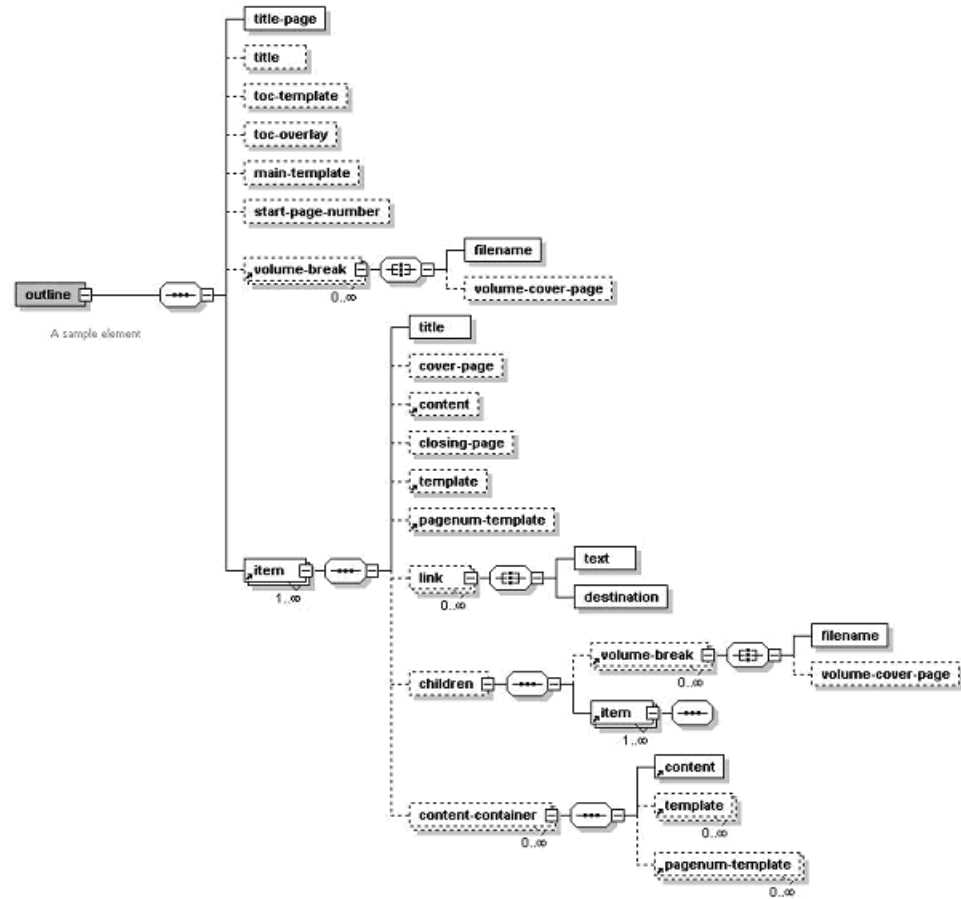 title-page
title
toc-template
toc-overlay
main-template
start-page-number
volume-break
0..∞
filename
volume-cover-page
outline
A sample element
title
cover-page
content
closing-page
template
pagenum-template
item
1..∞
link
0..∞
text
destination
children
volume-break
0..∞
filename
volume-cover-page
item
1..∞
content-container
0..∞
content
template
0..∞
pagenum-template
0..∞